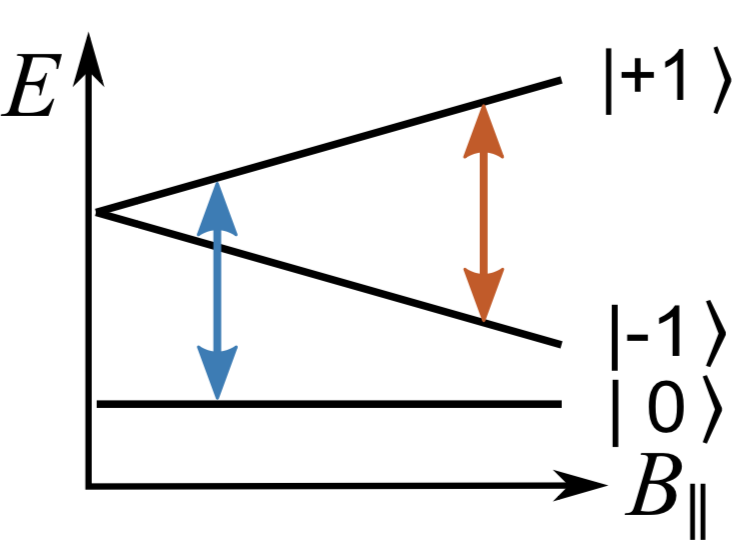 E
|+1⟩
|-1⟩
| 0⟩
B∥